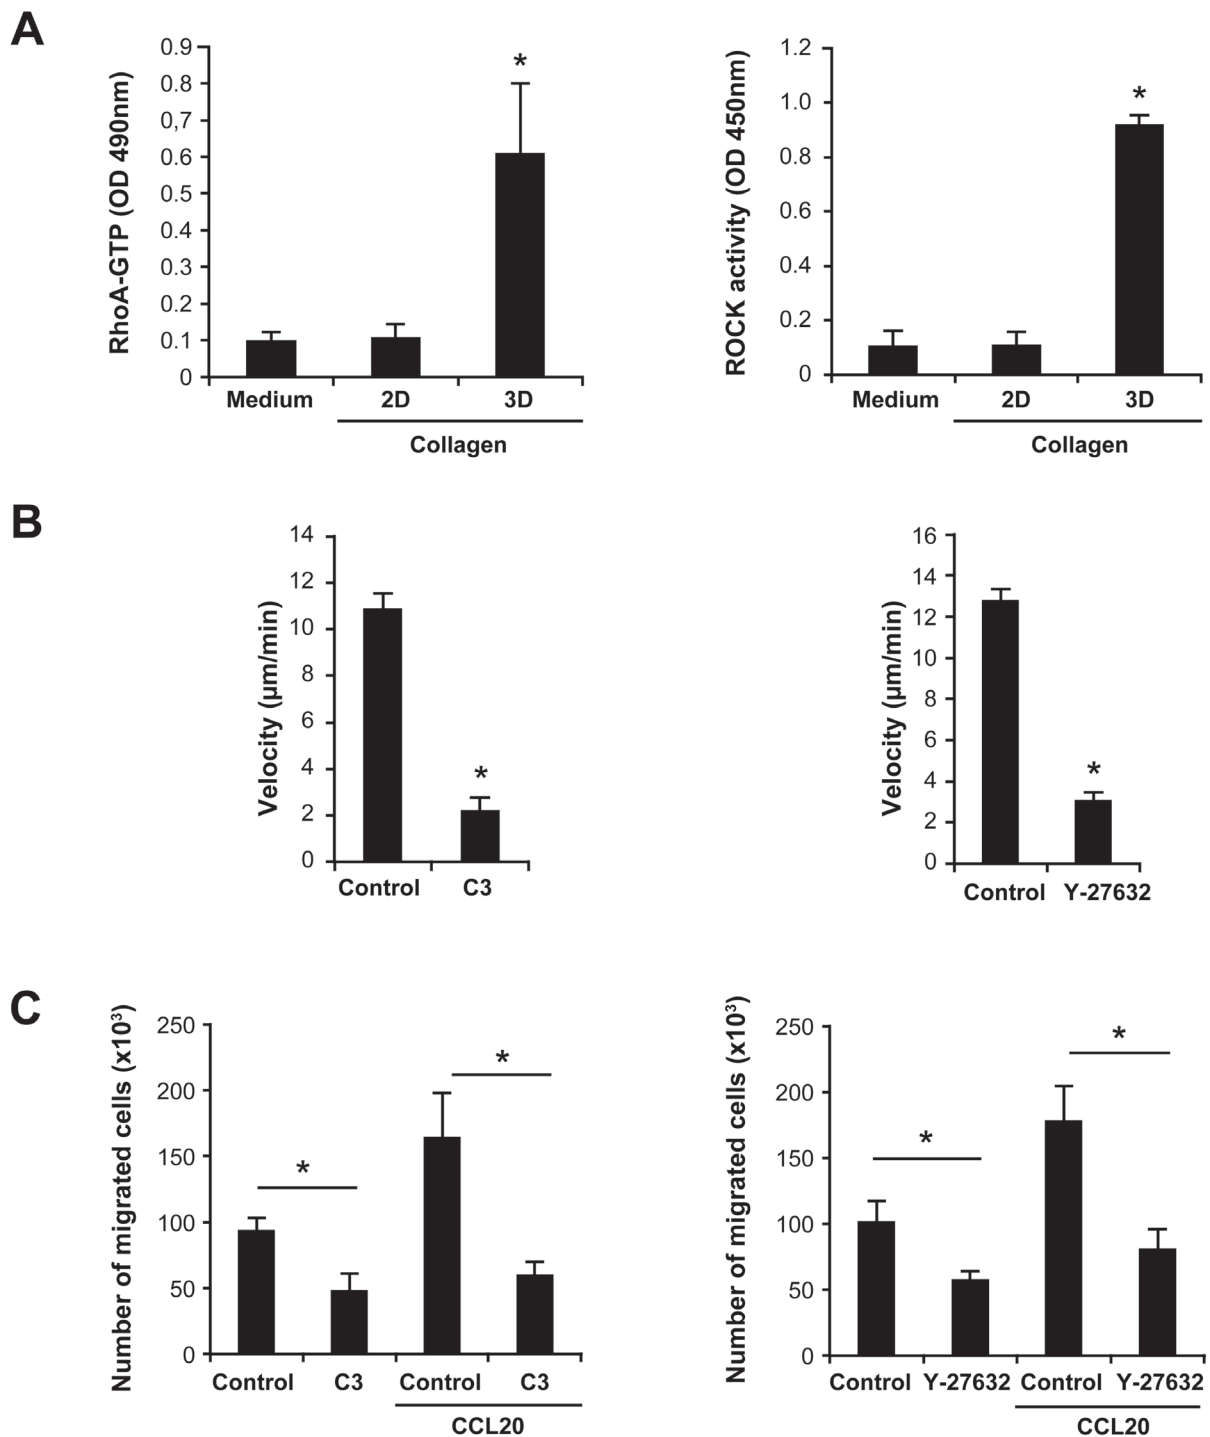 A
RhoA-GTP (OD 490nm)
0.9
0.8
0,7
0.6
0.5
0.4
0.3
0.2
0.1
0
*
Medium 2D 3D
Collagen
ROCK activity (OD 450nm)
1.2
1.0
0.8
0.6
0.4
0.2
0
*
Medium 2D 3D
Collagen
B
Velocity (µm/min)
14
12
10
8
6
4
2
0
*
Control C3
Velocity (µm/min)
16
14
12
10
8
6
4
2
0
*
Control Y-27632
C
Number of migrated cells (x10³)
250
200
150
100
50
0
*
*
Control C3 Control C3
CCL20
Number of migrated cells (x10³)
250
200
150
100
50
0
*
*
Control Y-27632 Control Y-27632
CCL20